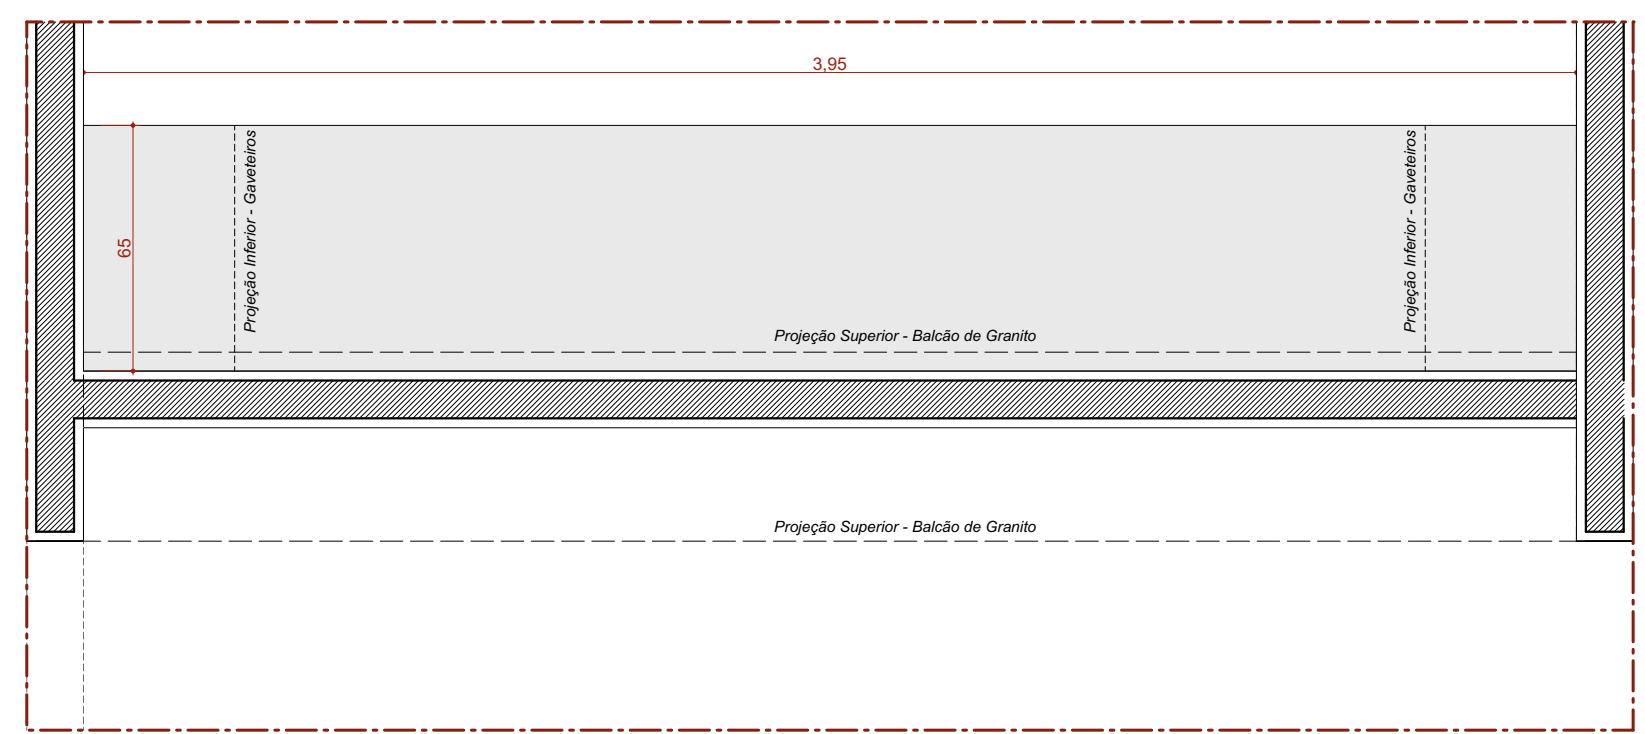 3,95
Projeção Inferior - Gaveteiros
Projeção Inferior - Gaveteiros
65
Projeção Superior - Balcão de Granito
Projeção Superior - Balcão de Granito